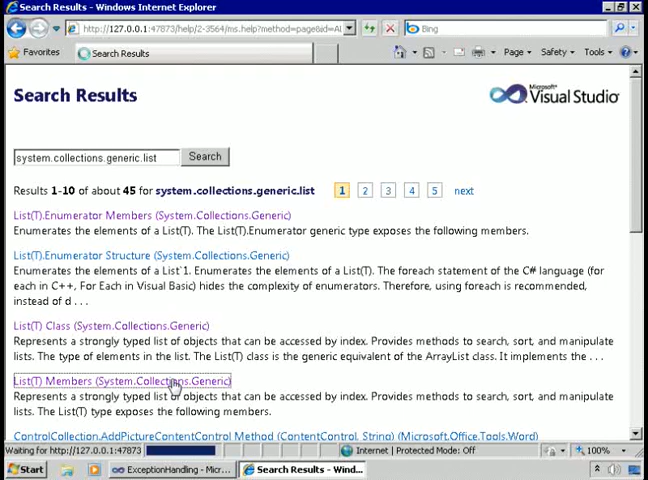 Search Results - Windows Internet Explorer
http://127.0.0.1:47873/help/2-3564/ms.help?method=page&id=AL
Bing
Favorites
Search Results
Page
Safety
Tools
Search Results
Microsoft
Visual Studio
system.collections.generic.list
Search
Results 1-10 of about 45 for system.collections.generic.list 1 2 3 4 5 next
List(T).Enumerator Members (System.Collections.Generic)
Enumerates the elements of a List(T). The List(T).Enumerator generic type exposes the following members.
List(T).Enumerator Structure (System.Collections.Generic)
Enumerates the elements of a List`1. Enumerates the elements of a List(T). The foreach statement of the C# language (for
each in C++, For Each in Visual Basic) hides the complexity of enumerators. Therefore, using foreach is recommended,
instead of d . . .
List(T) Class (System.Collections.Generic)
Represents a strongly typed list of objects that can be accessed by index. Provides methods to search, sort, and manipulate
lists. The type of elements in the list. The List(T) class is the generic equivalent of the ArrayList class. It implements the . . .
List(T) Members (System.Collections.Generic)
Represents a strongly typed list of objects that can be accessed by index. Provides methods to search, sort, and manipulate
lists. The List(T) type exposes the following members.
ControlCollection.AddPictureContentControl Method (ContentControl, String) (Microsoft.Office.Tools.Word)
Waiting for http://127.0.0.1:47873
Internet | Protected Mode: Off
100%
Start
ExceptionHandling - Micr...
Search Results - Wind...